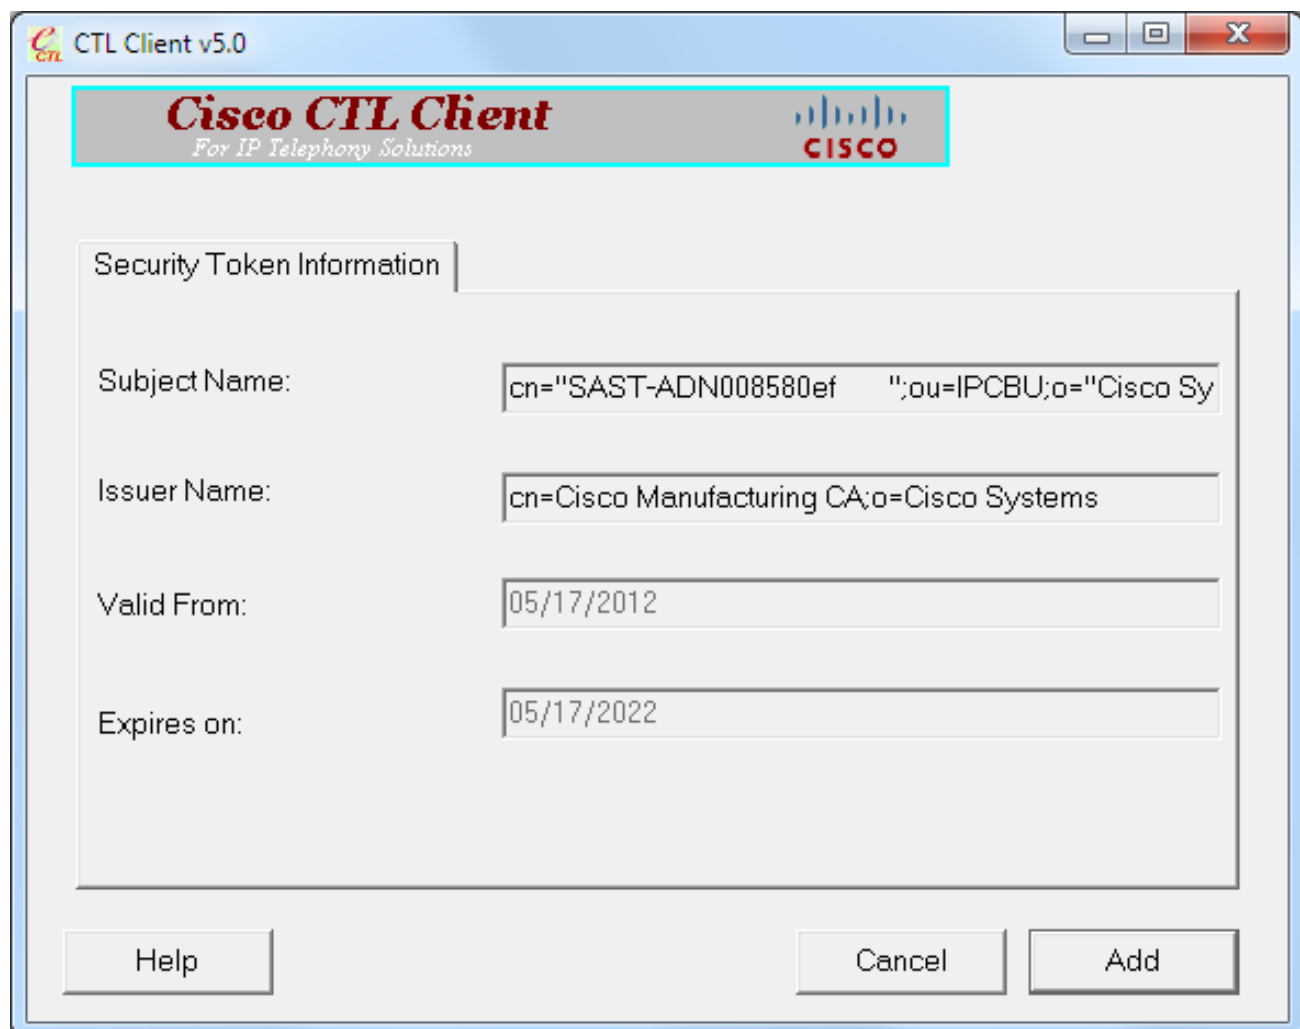 CTL Client v5.0
Cisco CTL Client
For IP Telephony Solutions
CISCO
Security Token Information
Subject Name: cn="SAST-ADN008580ef      ";ou=IPCBU;o="Cisco Sy
Issuer Name: cn=Cisco Manufacturing CA;o=Cisco Systems
Valid From: 05/17/2012
Expires on: 05/17/2022
Help Cancel Add